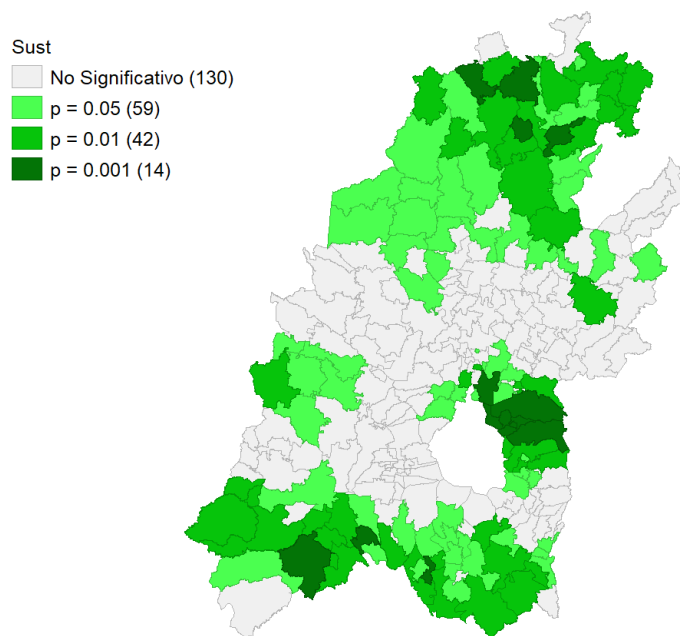 Sust
No Significativo (130)
p = 0.05 (59)
p = 0.01 (42)
p = 0.001 (14)